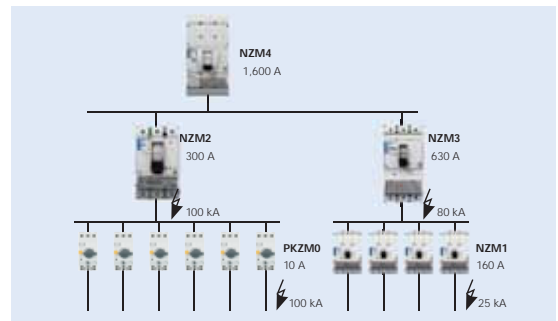 NZM4
1,600 A
NZM2
300 A
NZM3
630 A
100 kA
80 kA
PKZM0
10 A
NZM1
160 A
100 kA
25 kA